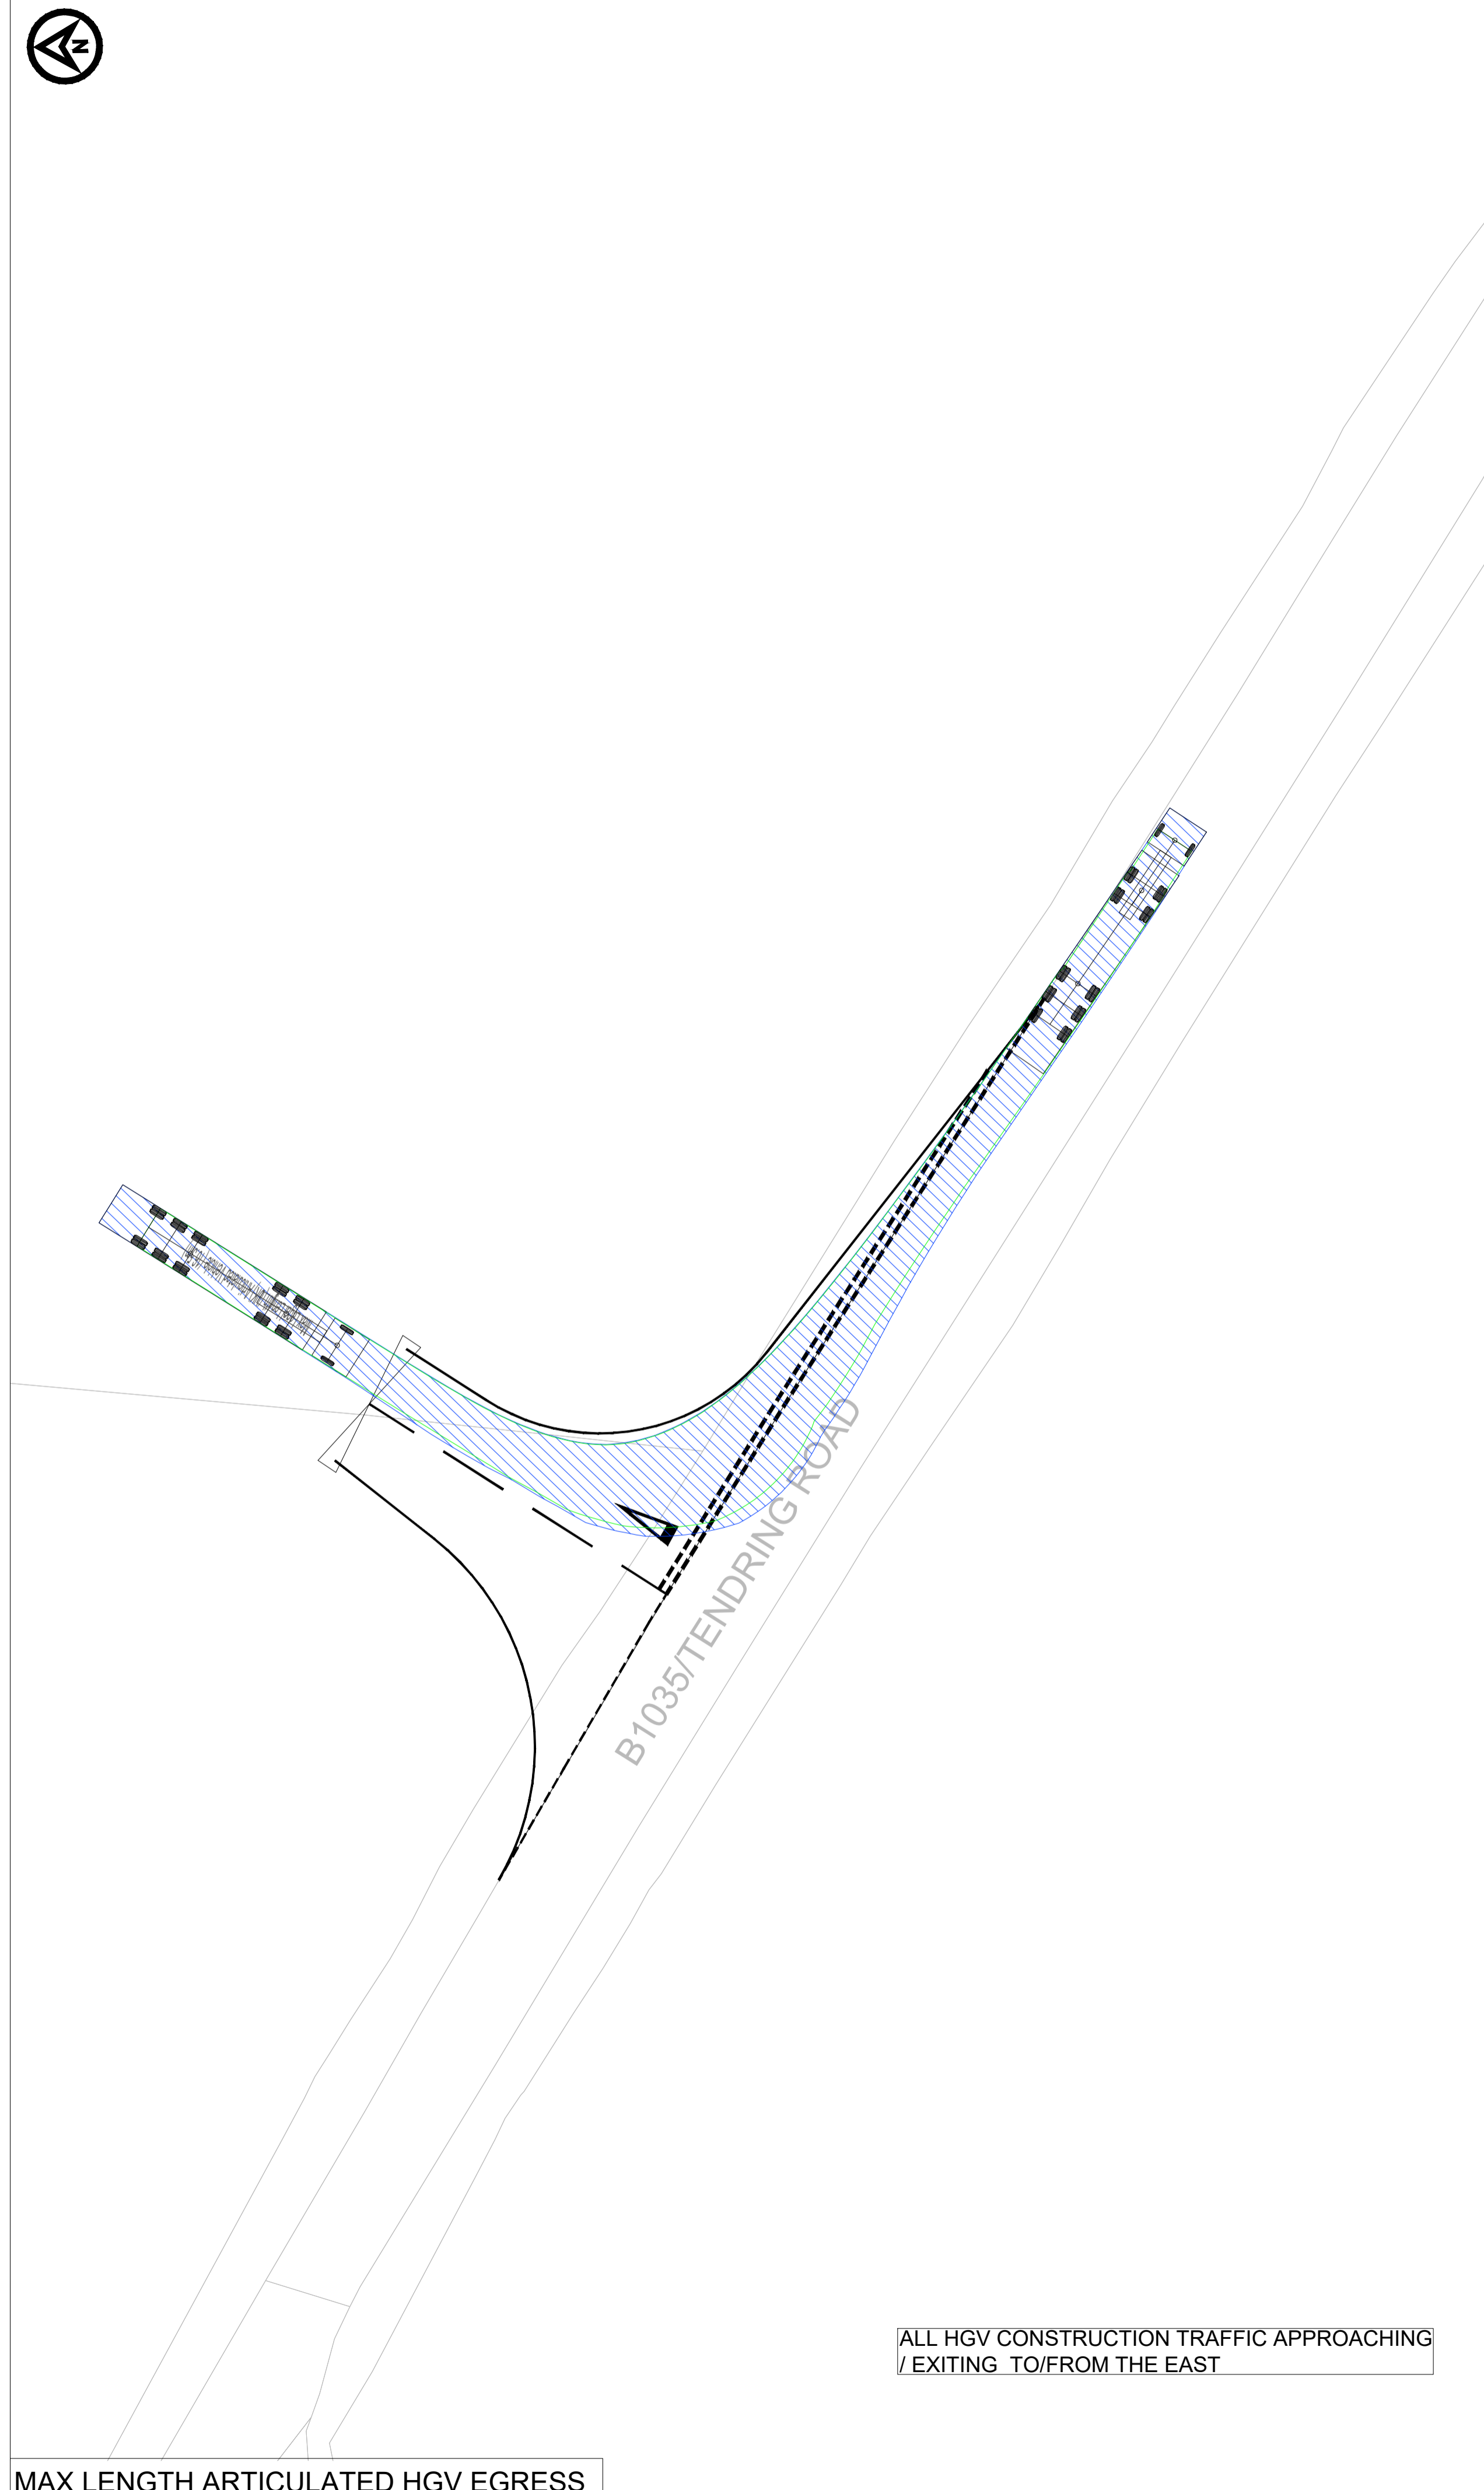 N
B1035/TENDRING ROAD
ALL HGV CONSTRUCTION TRAFFIC APPROACHING
/ EXITING TO/FROM THE EAST
MAX LENGTH ARTICULATED HGV EGRESS